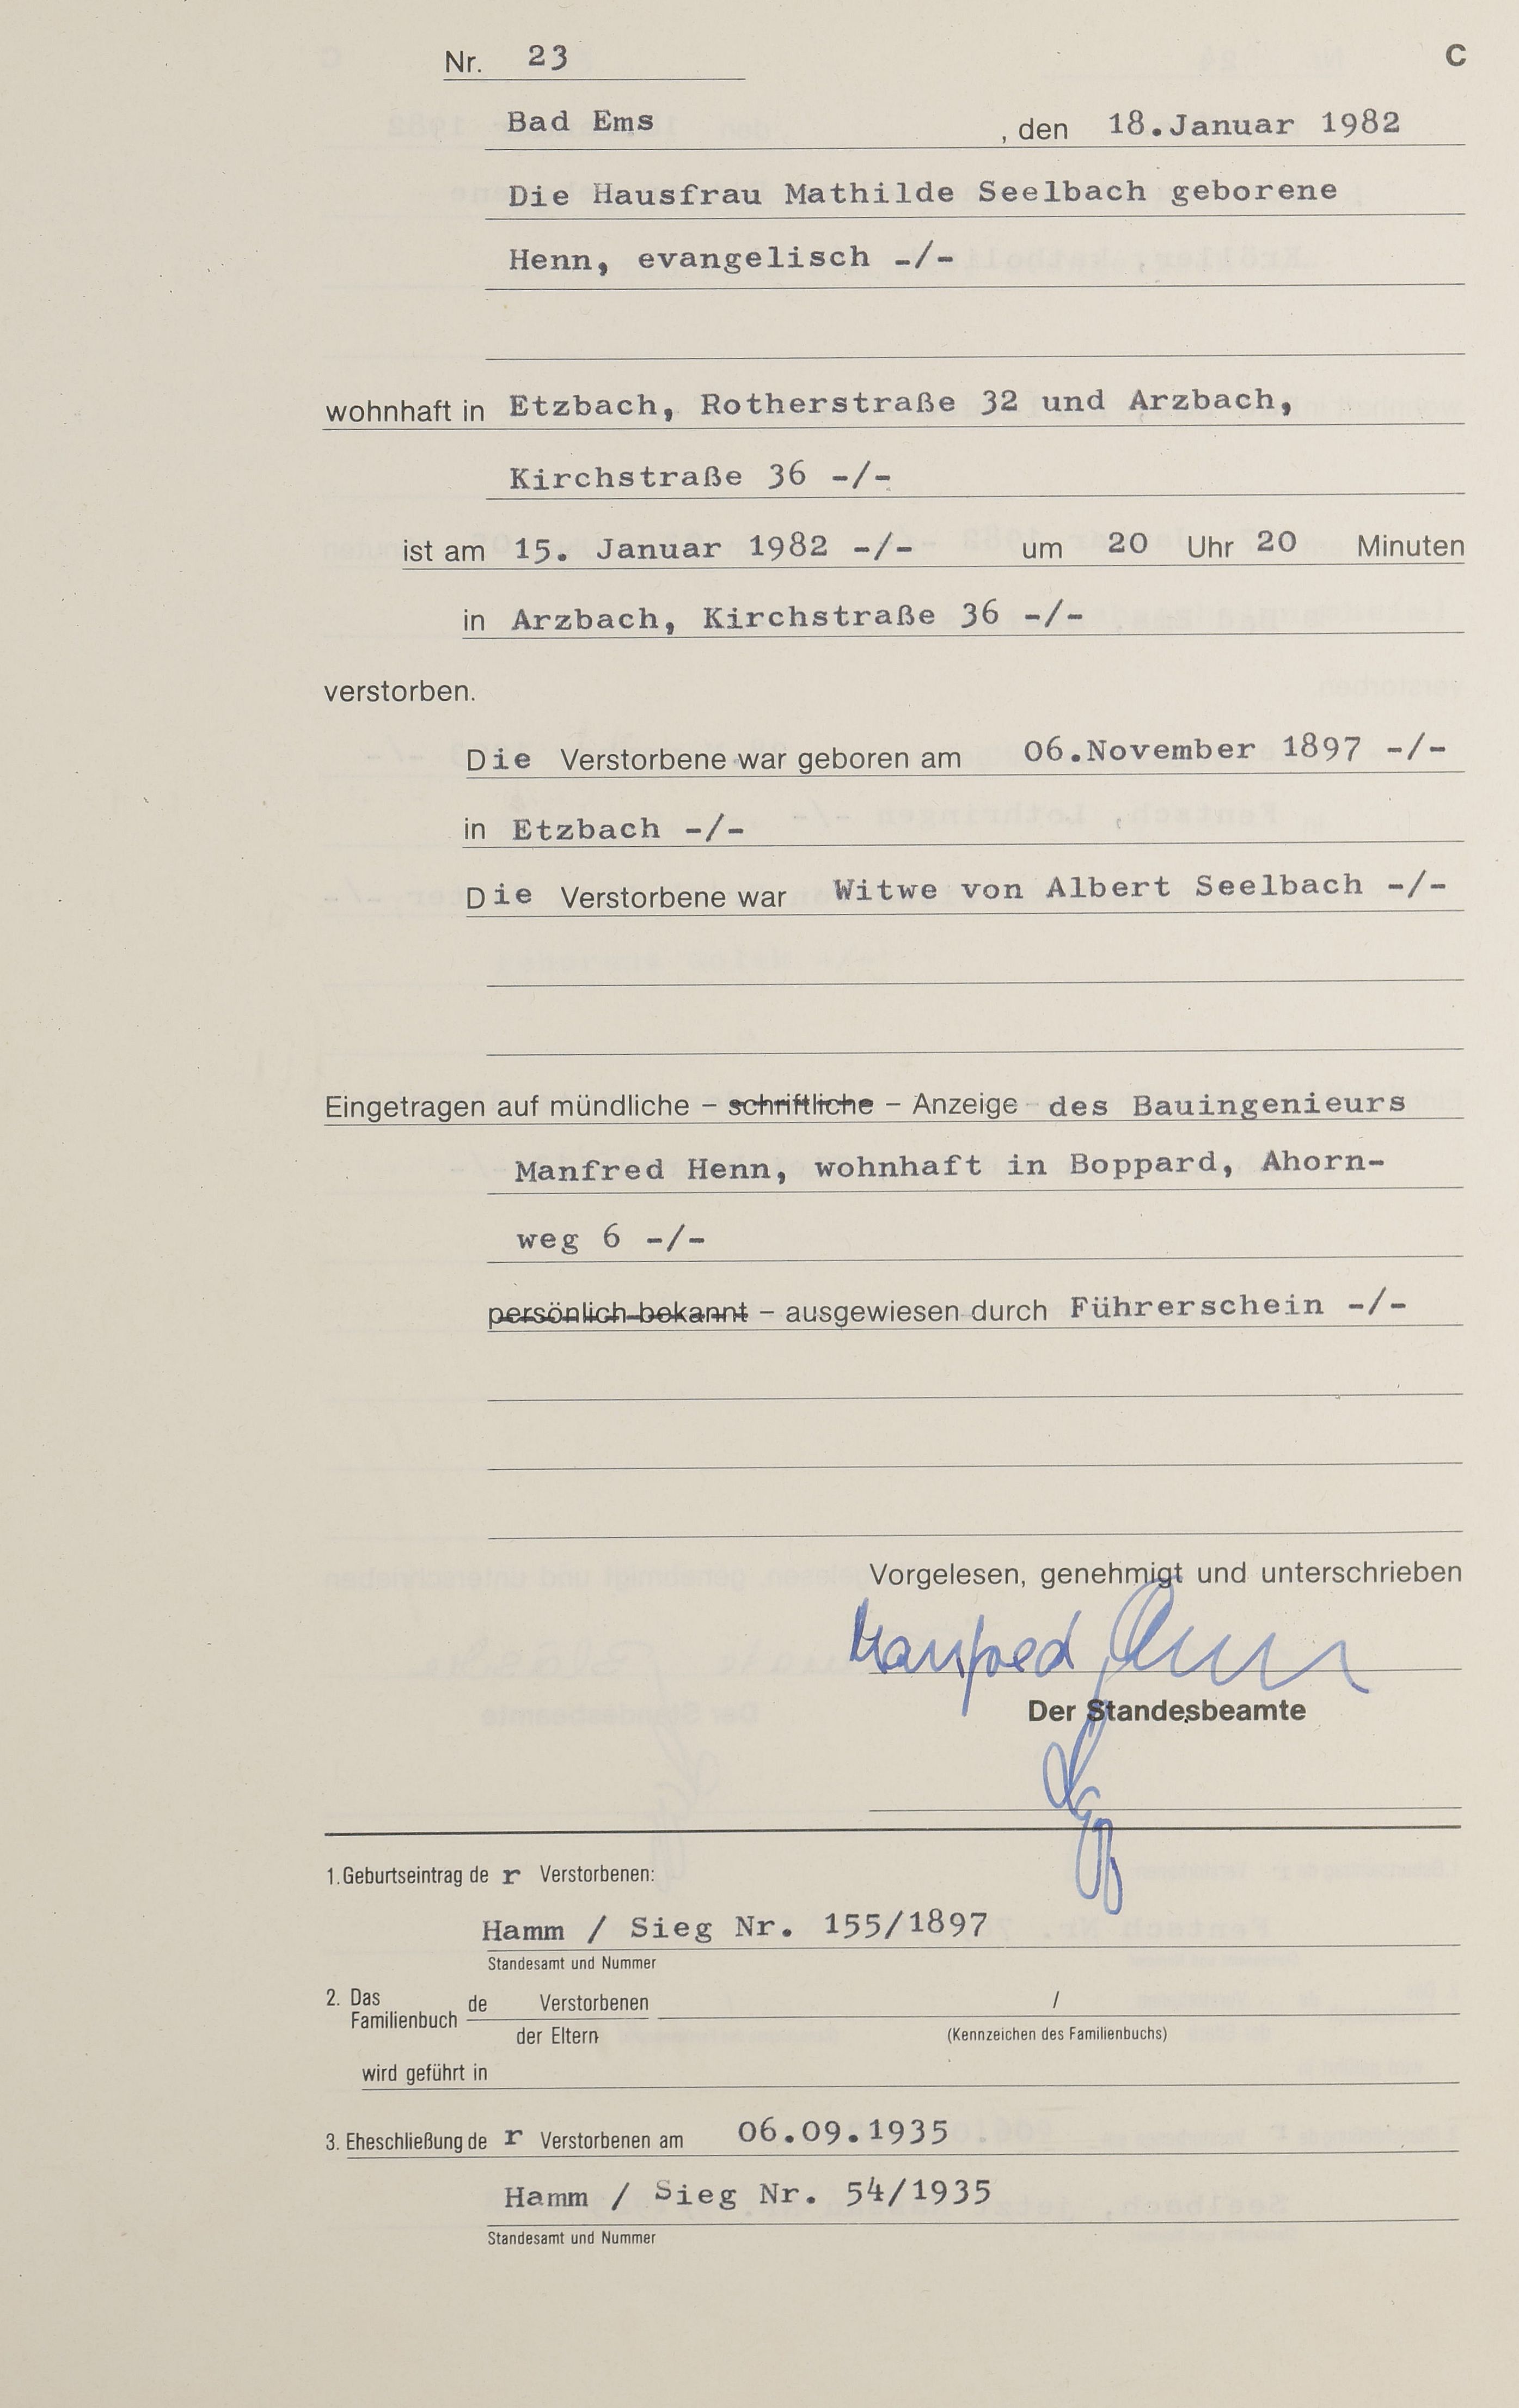 Nr. 23 C
Bad Ems , den 18.Januar 1982
Die Hausfrau Mathilde Seelbach geborene
Henn, evangelisch -/-
wohnhaft in Etzbach, Rotherstraße 32 und Arzbach,
Kirchstraße 36 -/-
ist am 15. Januar 1982 -/- um 20 Uhr 20 Minuten
in Arzbach, Kirchstraße 36 -/-
verstorben.
Die Verstorbene war geboren am 06.November 1897 -/-
in Etzbach -/-
Die Verstorbene war Witwe von Albert Seelbach -/-
Eingetragen auf mündliche – schriftliche – Anzeige des Bauingenieurs
Manfred Henn, wohnhaft in Boppard, Ahorn-
weg 6 -/-
persönlich bekannt – ausgewiesen durch Führerschein -/-
Vorgelesen, genehmigt und unterschrieben
Manfred Henn
Der Standesbeamte
1. Geburtseintrag de r Verstorbenen:
Hamm / Sieg Nr. 155/1897
Standesamt und Nummer
2. Das Familienbuch de Verstorbenen /
der Eltern (Kennzeichen des Familienbuchs)
wird geführt in
3. Eheschließung de r Verstorbenen am 06.09.1935
Hamm / Sieg Nr. 54/1935
Standesamt und Nummer